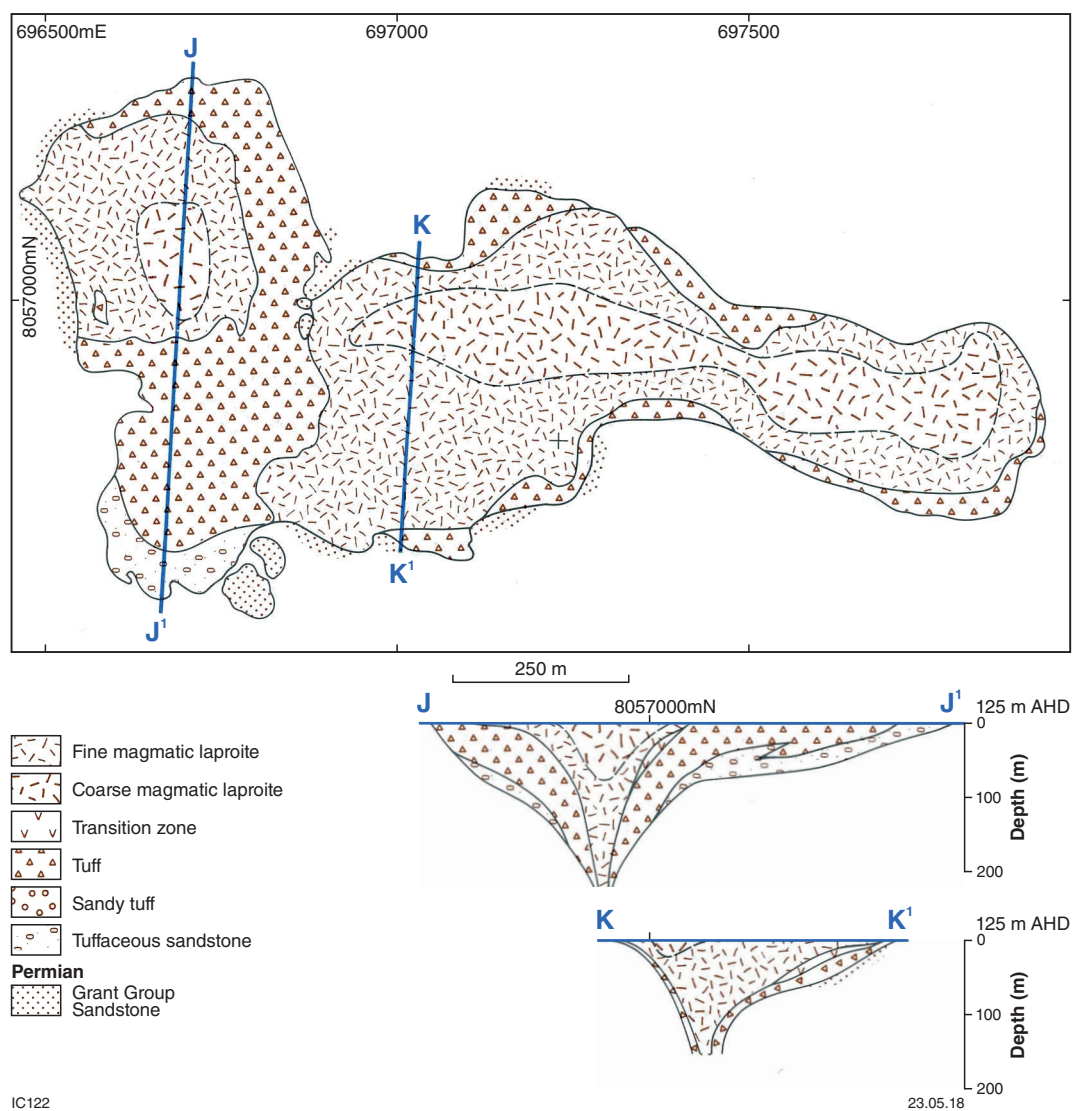 696500mE
697000
697500
J
K
8057000mN
K¹
J¹
250 m
J
8057000mN
J¹
125 m AHD
0
100
200
Depth (m)
Fine magmatic laproite
Coarse magmatic laproite
Transition zone
Tuff
Sandy tuff
Tuffaceous sandstone
Permian
Grant Group
Sandstone
K
K¹
125 m AHD
0
100
200
Depth (m)
IC122
23.05.18